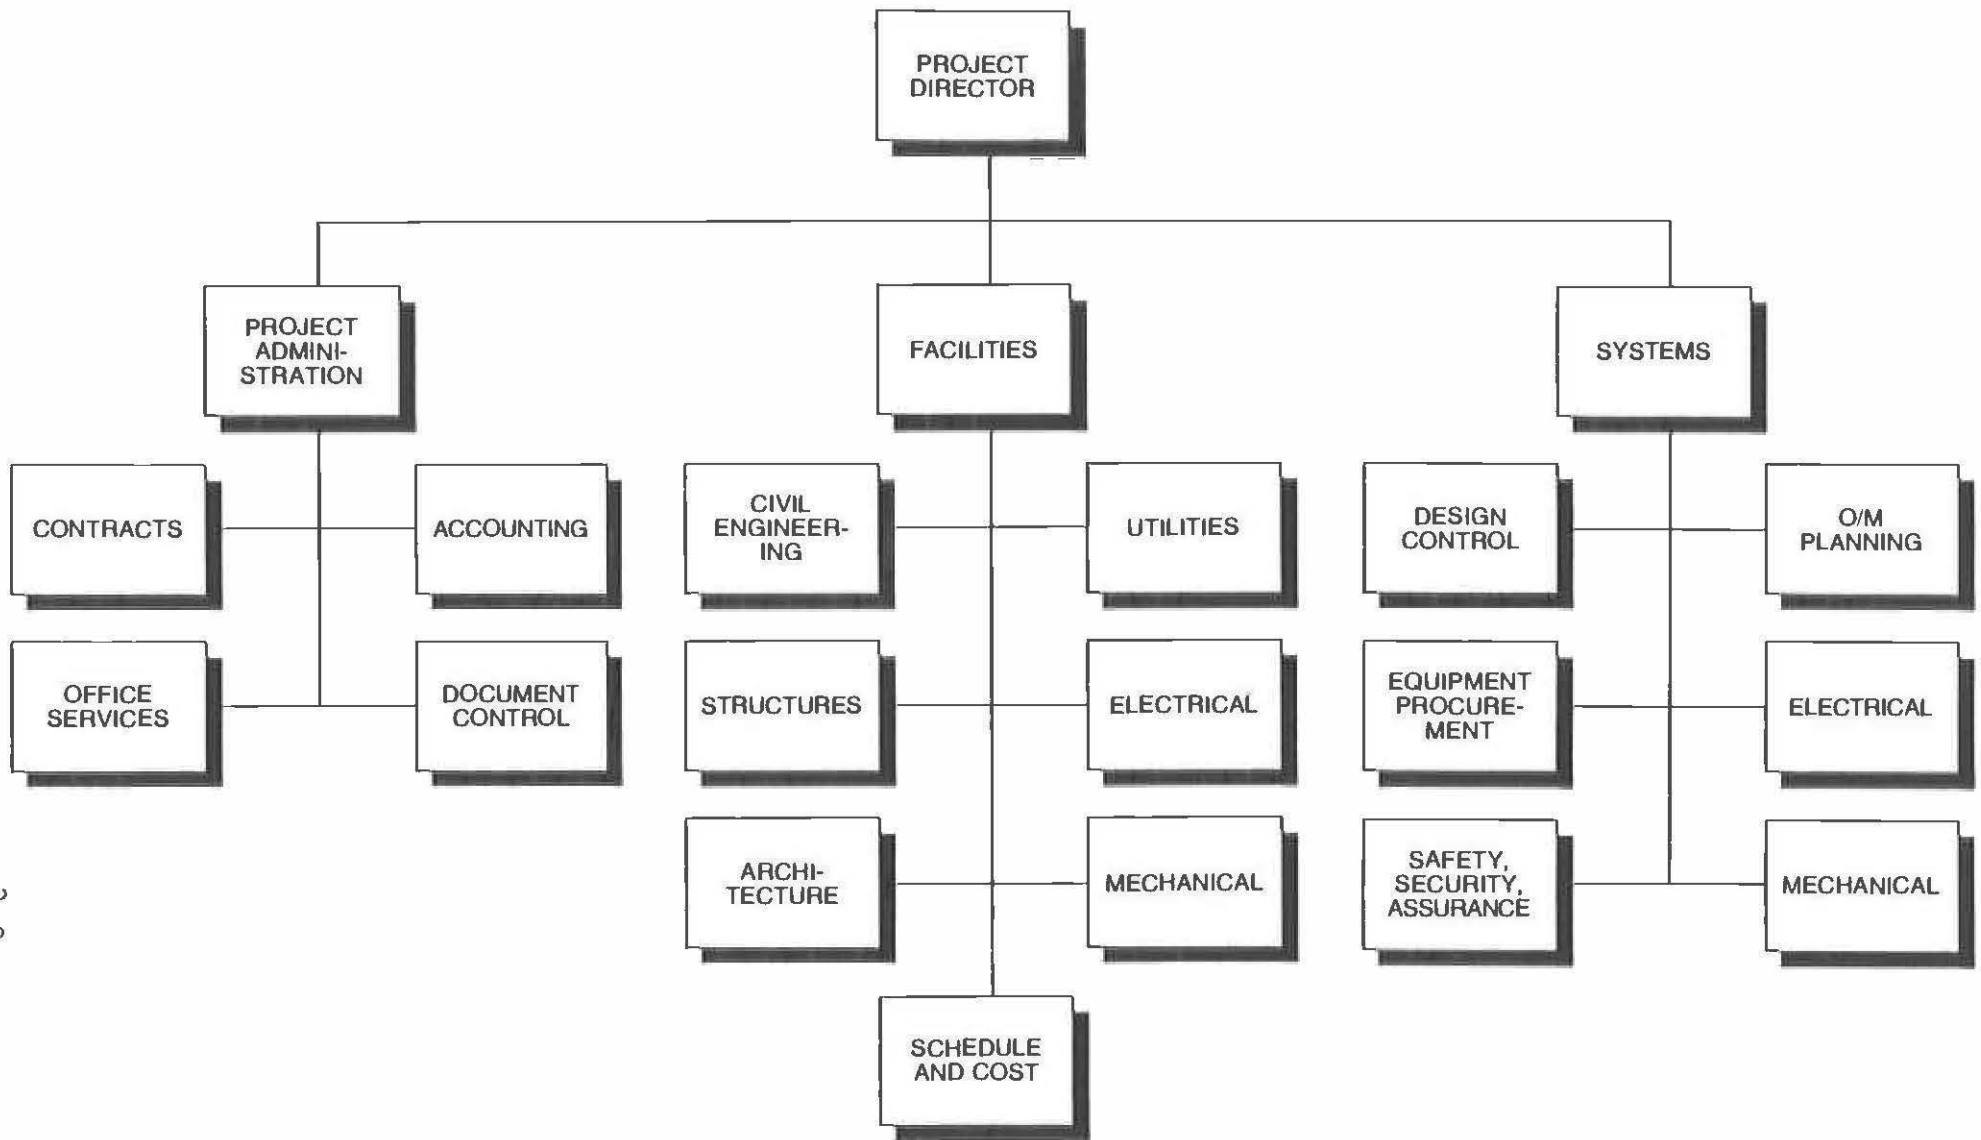 PROJECT
DIRECTOR
PROJECT
ADMINI-
STRATION
FACILITIES
SYSTEMS
CONTRACTS
ACCOUNTING
CIVIL
ENGINEER-
ING
UTILITIES
DESIGN
CONTROL
O/M
PLANNING
OFFICE
SERVICES
DOCUMENT
CONTROL
STRUCTURES
ELECTRICAL
EQUIPMENT
PROCURE-
MENT
ELECTRICAL
ARCHI-
TECTURE
MECHANICAL
SAFETY,
SECURITY,
ASSURANCE
MECHANICAL
SCHEDULE
AND COST